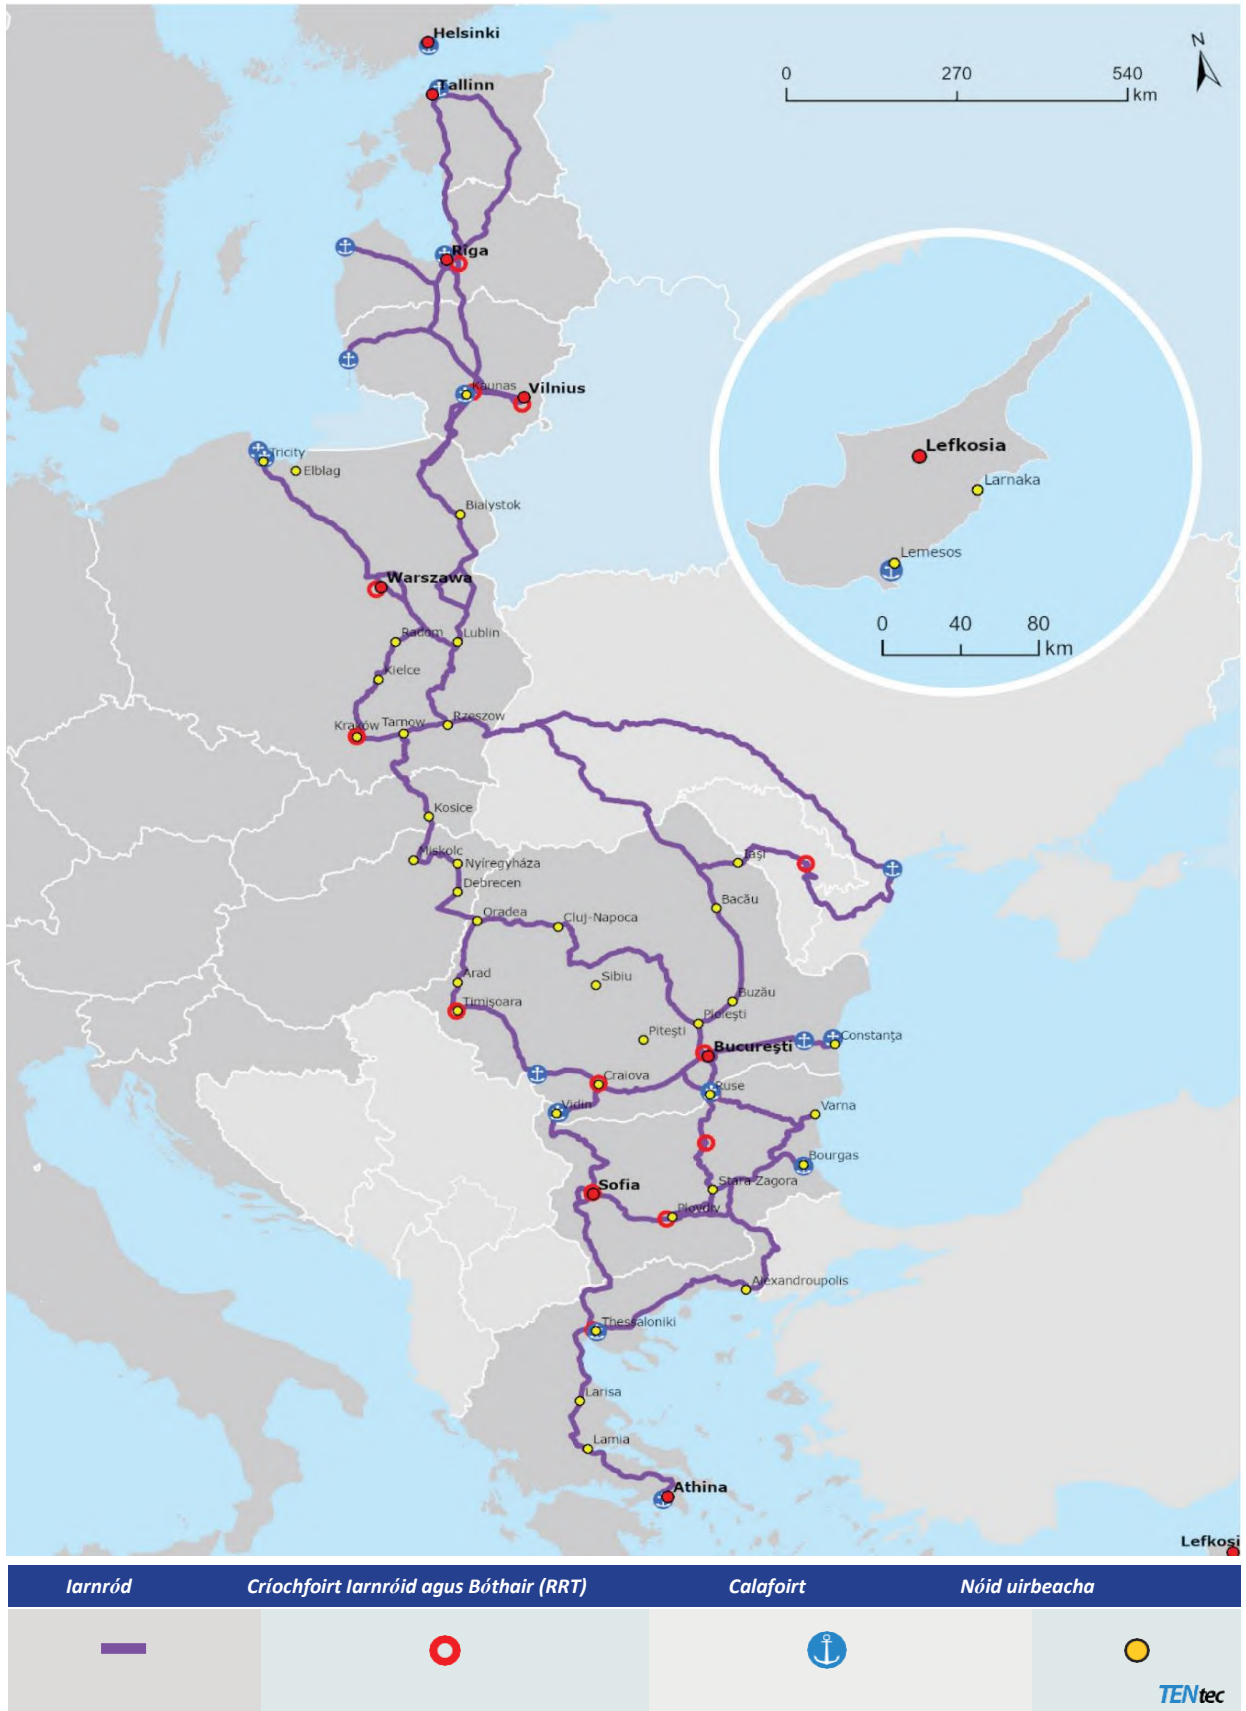 Helsinki
N
Tallinn
0 270 540
km
Riga
Kaunas
Vilnius
Lefkosia
Larnaka
Lemesos
0 40 80
km
Tricity
Elblag
Bialystok
Warszawa
Radom
Lublin
Kielce
Kraków
Tarnow
Rzeszow
Kosice
Miskolc
Nyíregyháza
Debrecen
Iaşi
Oradea
Cluj-Napoca
Bacău
Arad
Sibiu
Timişoara
Buzău
Piteşti
Ploieşti
Bucureşti
Constanţa
Craiova
Ruse
Vidin
Varna
Bourgas
Sofia
Stara Zagora
Plovdiv
Alexandroupolis
Thessaloniki
Larisa
Lamia
Athina
Lefkosi
Iarnród Críochfoirt Iarnróid agus Bóthair (RRT) Calafoirt Nóid uirbeacha
TENtec